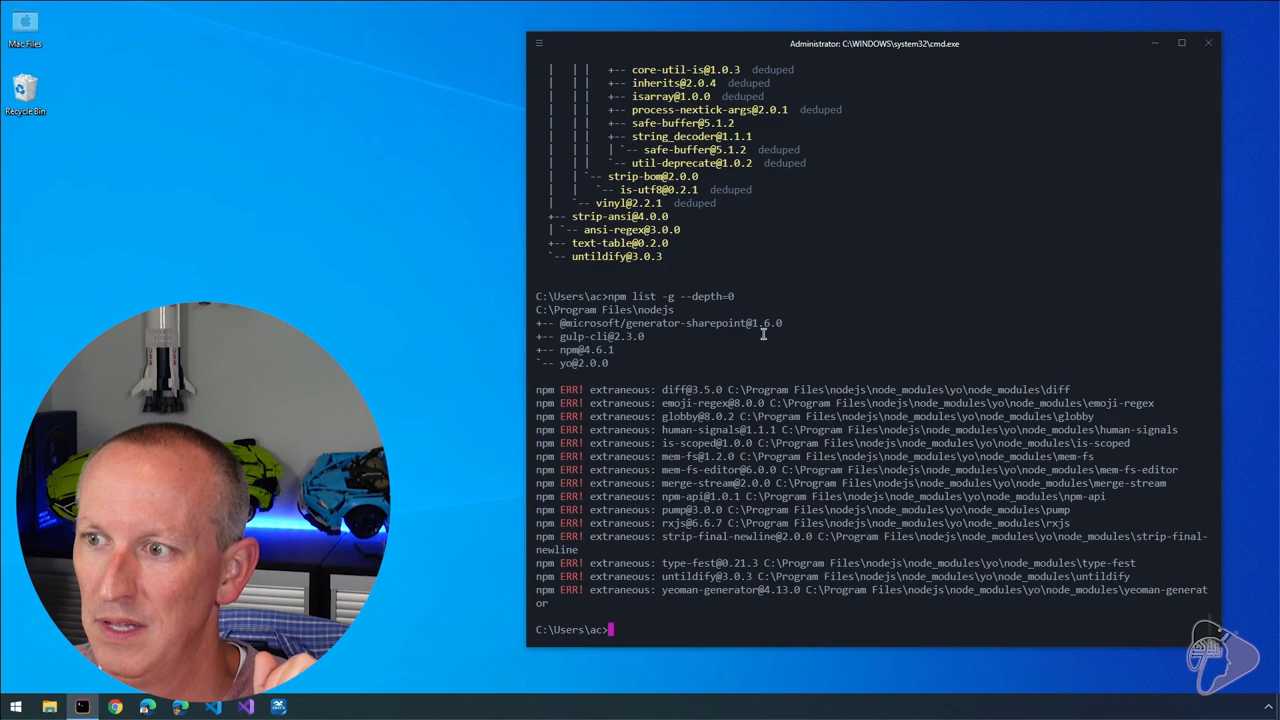 Mac Files
Recycle Bin
Administrator: C:\WINDOWS\system32\cmd.exe
| | | +-- core-util-is@1.0.3 deduped
| | | +-- inherits@2.0.4 deduped
| | | +-- isarray@1.0.0 deduped
| | | +-- process-nextick-args@2.0.1 deduped
| | | +-- safe-buffer@5.1.2
| | | +-- string_decoder@1.1.1
| | | | `-- safe-buffer@5.1.2 deduped
| | | `-- util-deprecate@1.0.2 deduped
| | `-- strip-bom@2.0.0
| | `-- is-utf8@0.2.1 deduped
| `-- vinyl@2.2.1 deduped
+-- strip-ansi@4.0.0
| `-- ansi-regex@3.0.0
+-- text-table@0.2.0
`-- untildify@3.0.3
C:\Users\ac>npm list -g --depth=0
C:\Program Files\nodejs
+-- @microsoft/generator-sharepoint@1.6.0
+-- gulp-cli@2.3.0
+-- npm@4.6.1
`-- yo@2.0.0
npm ERR! extraneous: diff@3.5.0 C:\Program Files\nodejs\node_modules\yo\node_modules\diff
npm ERR! extraneous: emoji-regex@8.0.0 C:\Program Files\nodejs\node_modules\yo\node_modules\emoji-regex
npm ERR! extraneous: globby@8.0.2 C:\Program Files\nodejs\node_modules\yo\node_modules\globby
npm ERR! extraneous: human-signals@1.1.1 C:\Program Files\nodejs\node_modules\yo\node_modules\human-signals
npm ERR! extraneous: is-scoped@1.0.0 C:\Program Files\nodejs\node_modules\yo\node_modules\is-scoped
npm ERR! extraneous: mem-fs@1.2.0 C:\Program Files\nodejs\node_modules\yo\node_modules\mem-fs
npm ERR! extraneous: mem-fs-editor@6.0.0 C:\Program Files\nodejs\node_modules\yo\node_modules\mem-fs-editor
npm ERR! extraneous: merge-stream@2.0.0 C:\Program Files\nodejs\node_modules\yo\node_modules\merge-stream
npm ERR! extraneous: npm-api@1.0.1 C:\Program Files\nodejs\node_modules\yo\node_modules\npm-api
npm ERR! extraneous: pump@3.0.0 C:\Program Files\nodejs\node_modules\yo\node_modules\pump
npm ERR! extraneous: rxjs@6.6.7 C:\Program Files\nodejs\node_modules\yo\node_modules\rxjs
npm ERR! extraneous: strip-final-newline@2.0.0 C:\Program Files\nodejs\node_modules\yo\node_modules\strip-final-
newline
npm ERR! extraneous: type-fest@0.21.3 C:\Program Files\nodejs\node_modules\yo\node_modules\type-fest
npm ERR! extraneous: untildify@3.0.3 C:\Program Files\nodejs\node_modules\yo\node_modules\untildify
npm ERR! extraneous: yeoman-generator@4.13.0 C:\Program Files\nodejs\node_modules\yo\node_modules\yeoman-generat
or
C:\Users\ac>